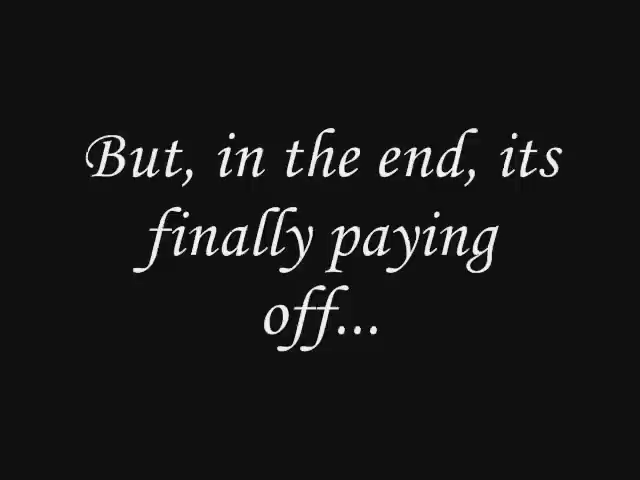 But, in the end, its
finally paying
off...